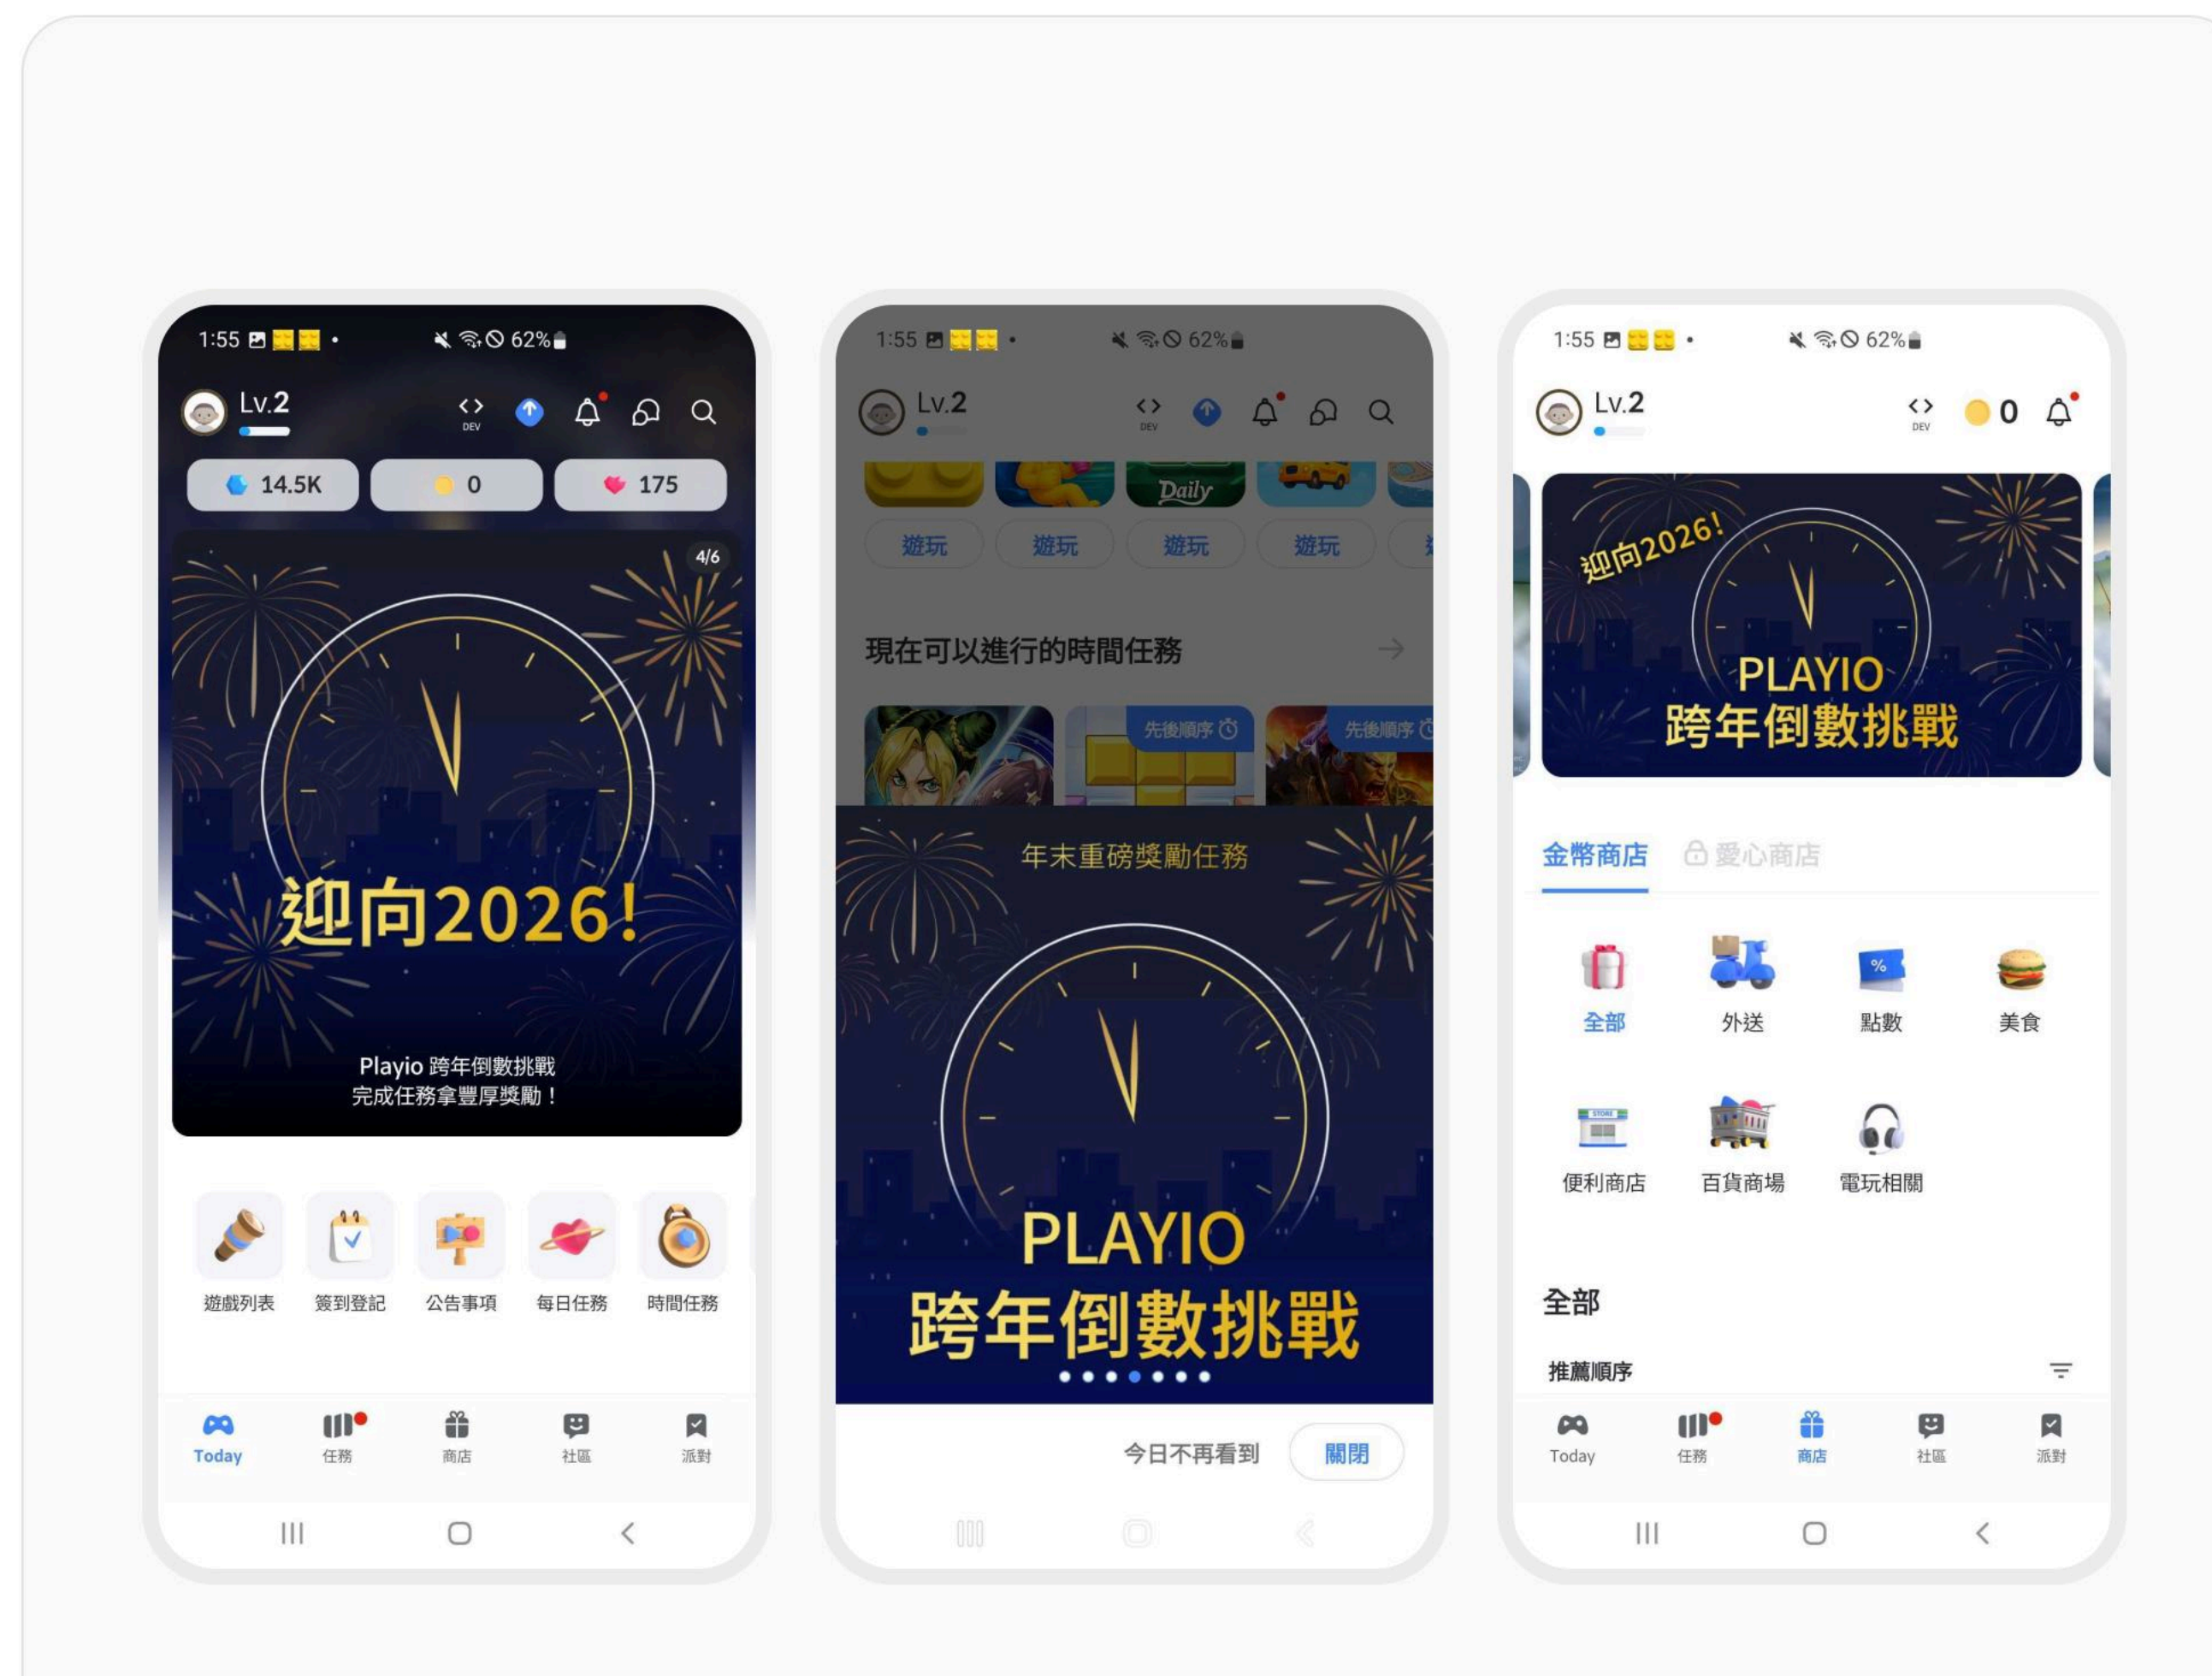 1:55
62%
Lv.2
DEV
14.5K
0
175
4/6
迎向2026!
Playio 跨年倒數挑戰
完成任務拿豐厚獎勵！
遊戲列表
簽到登記
公告事項
每日任務
時間任務
Today
任務
商店
社區
派對
1:55
62%
Lv.2
DEV
Daily
遊玩
遊玩
遊玩
遊玩
現在可以進行的時間任務
先後順序
先後順序
年末重磅獎勵任務
PLAYIO
跨年倒數挑戰
今日不再看到
關閉
1:55
62%
Lv.2
DEV
0
迎向2026!
PLAYIO
跨年倒數挑戰
金幣商店
愛心商店
%
全部
外送
點數
美食
STORE
便利商店
百貨商場
電玩相關
全部
推薦順序
Today
任務
商店
社區
派對